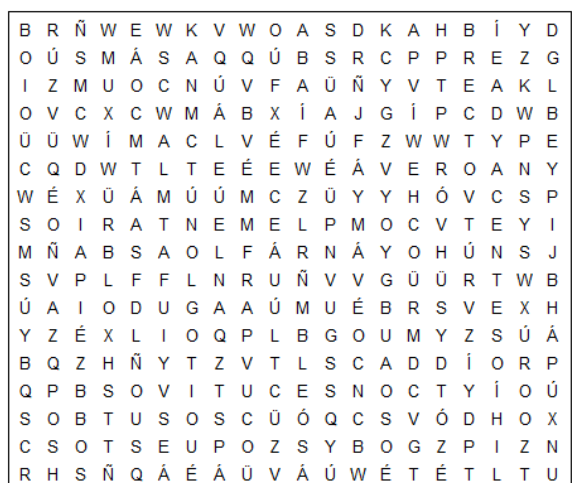 B R Ñ W E W K V W O A S D K A H B Í Y D
O Ú S M Á S A Q Q Ú B S R C P P R E Z G
I Z M U O C N Ú V F A Ü Ñ Y V T E A K L
O V C X C W M Á B X Í A J G Í P C D W B
Ü Ü W Í M A C L V É F Ú F Z W W T Y P E
C Q D W T L T E É E W É Á V E R O A N Y
W É X Ü Á M Ú Ú M C Z Ü Y Y H Ó V C S P
S O I R A T N E M E L P M O C V T E Y I
M Ñ A B S A O L F Á R N Á Y O H Ú N S J
S V P L F F L N R U Ñ V V G Ü Ü R T W B
Ú A I O D U G A A Ú M U É B R S V E X H
Y Z É X L I O Q P L B G O U M Y Z S Ú Á
B Q Z H Ñ Y T Z V T L S C A D D Í O R P
Q P B S O V I T U C E S N O C T Y Í O Ú
S O B T U S O S C Ü Ó Q C S V Ó D H O X
C S O T S E U P O Z S Y B O G Z P I Z N
R H S Ñ Q Á É Á Ü V Á Ú W É T É T L T U